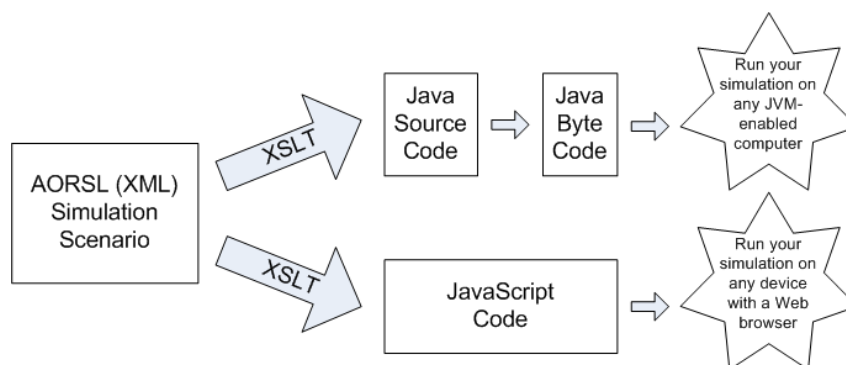 AORSL (XML)
Simulation
Scenario
XSLT
Java
Source
Code
Java
Byte
Code
Run your
simulation on
any JVM-
enabled
computer
XSLT
JavaScript
Code
Run your
simulation on
any device
with a Web
browser